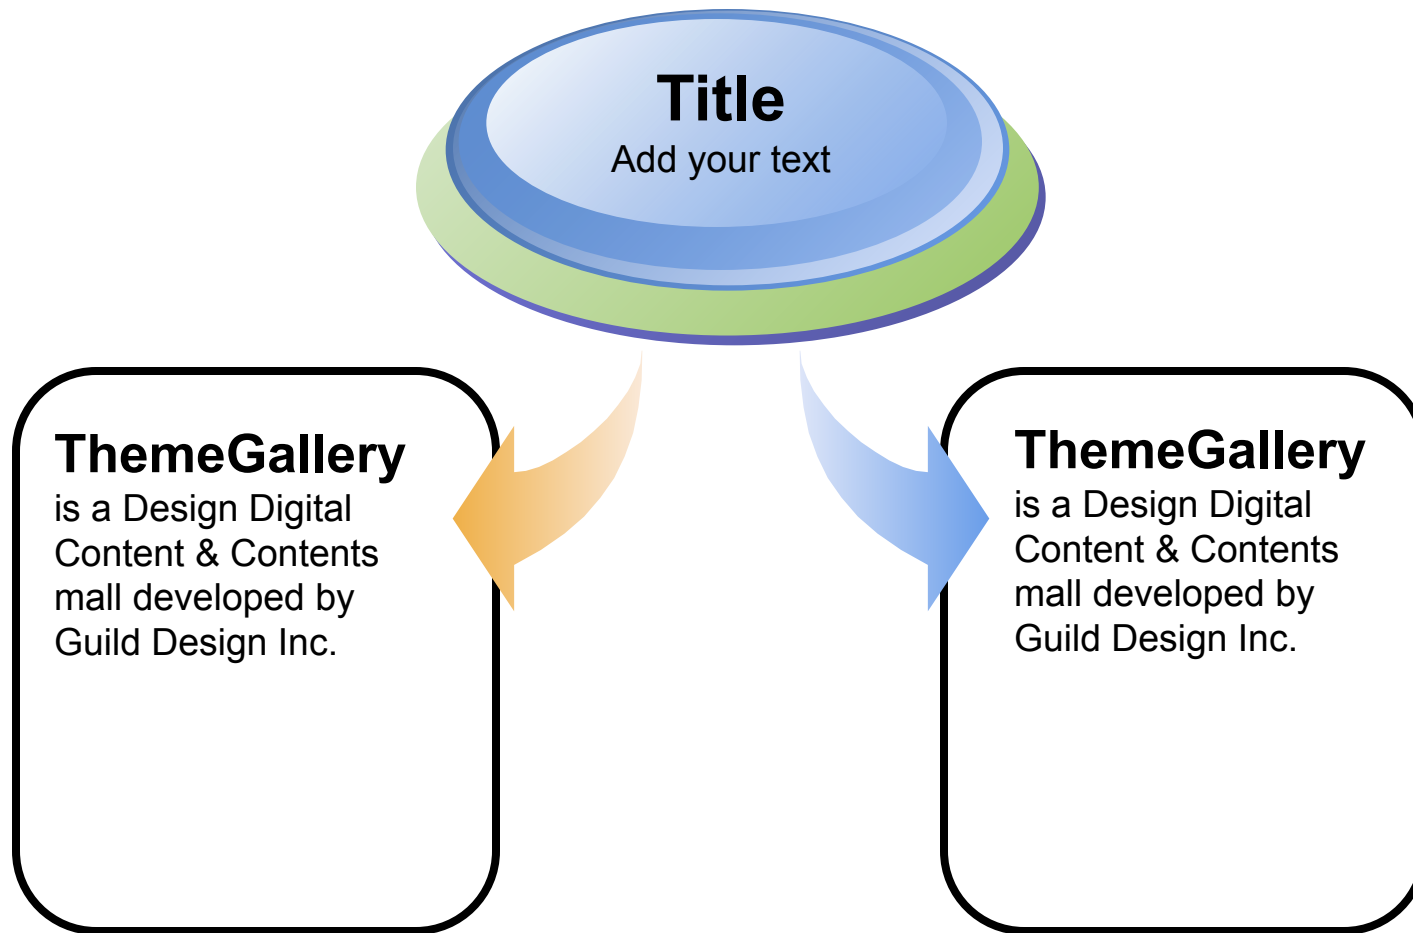 Title
Add your text
ThemeGallery
is a Design Digital
Content & Contents
mall developed by
Guild Design Inc.
ThemeGallery
is a Design Digital
Content & Contents
mall developed by
Guild Design Inc.